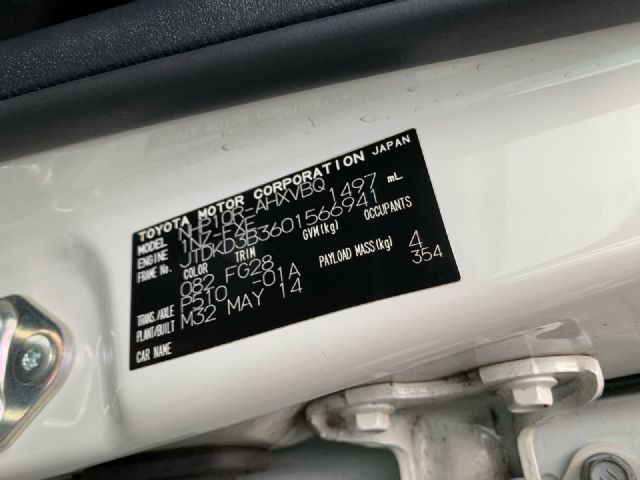 TOYOTA MOTOR CORPORATION JAPAN
MODEL NHP10R-AHXVBQ
ENGINE 1NZ-FXE 1497 mL
FRAME No. JTDKD3B3601566941
COLOR TRIM GVM(kg) OCCUPANTS
082 FG28 4
TRANS./AXLE P510 -01A PAYLOAD MASS(kg) 354
PLANT/BUILT M32 MAY 14
CAR NAME